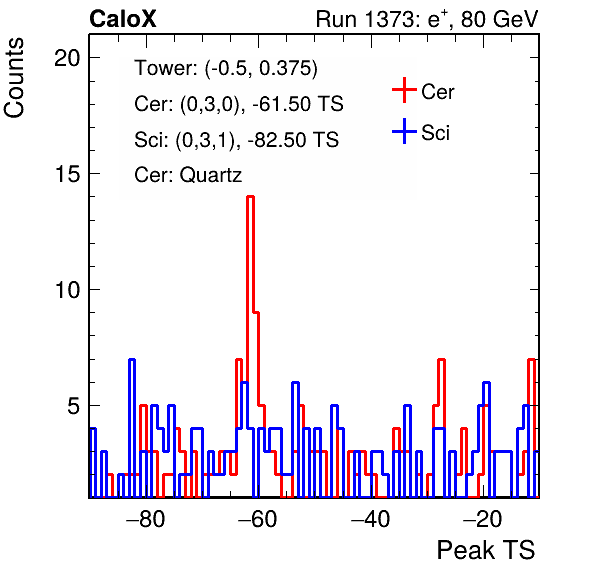 CaloX Run 1373: e⁺, 80 GeV
Counts
Tower: (-0.5, 0.375)
Cer: (0,3,0), -61.50 TS
Sci: (0,3,1), -82.50 TS
Cer: Quartz
Cer
Sci
20
15
10
5
−80 −60 −40 −20
Peak TS